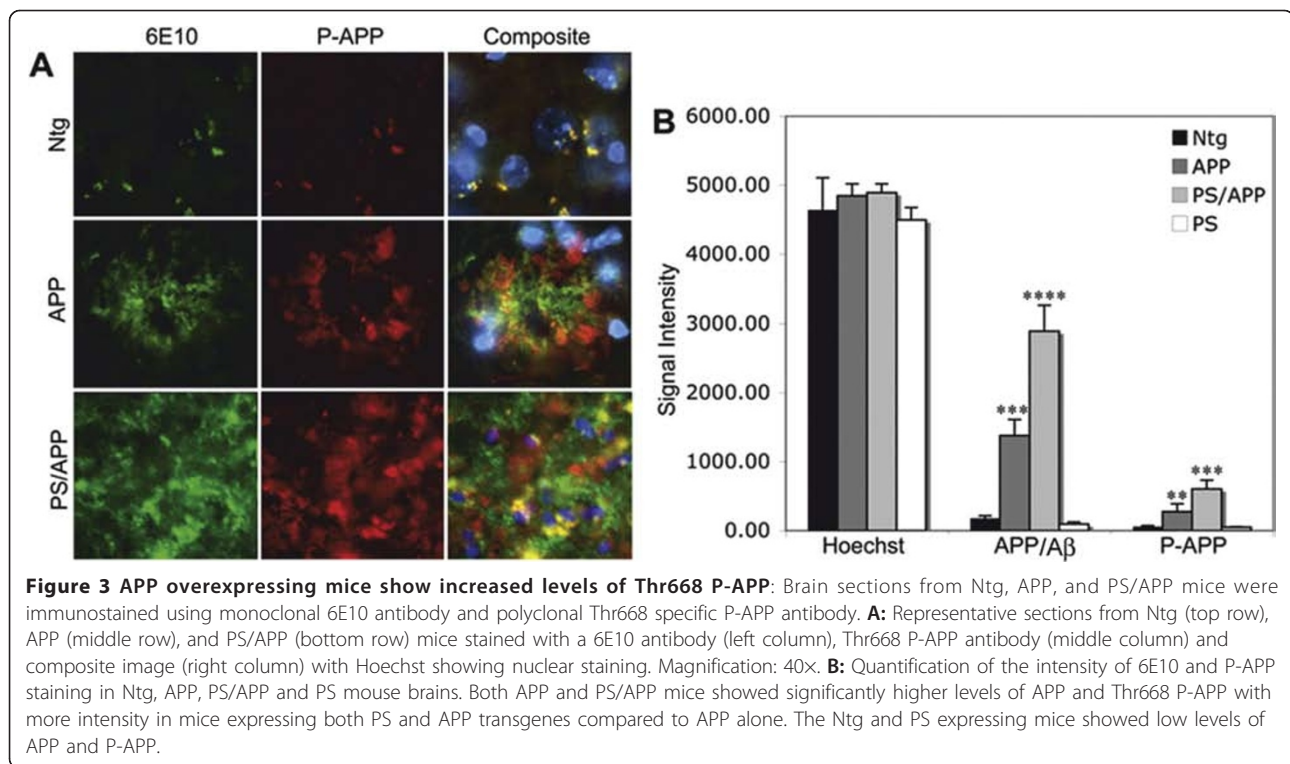 6E10 P-APP Composite
A
Ntg
APP
PS/APP
B
6000.00
5000.00
4000.00
3000.00
2000.00
1000.00
0.00
Signal Intensity
Ntg
APP
PS/APP
PS
***
****
**
***
Hoechst APP/Aβ P-APP
Figure 3 APP overexpressing mice show increased levels of Thr668 P-APP: Brain sections from Ntg, APP, and PS/APP mice were
immunostained using monoclonal 6E10 antibody and polyclonal Thr668 specific P-APP antibody. A: Representative sections from Ntg (top row),
APP (middle row), and PS/APP (bottom row) mice stained with a 6E10 antibody (left column), Thr668 P-APP antibody (middle column) and
composite image (right column) with Hoechst showing nuclear staining. Magnification: 40×. B: Quantification of the intensity of 6E10 and P-APP
staining in Ntg, APP, PS/APP and PS mouse brains. Both APP and PS/APP mice showed significantly higher levels of APP and Thr668 P-APP with
more intensity in mice expressing both PS and APP transgenes compared to APP alone. The Ntg and PS expressing mice showed low levels of
APP and P-APP.